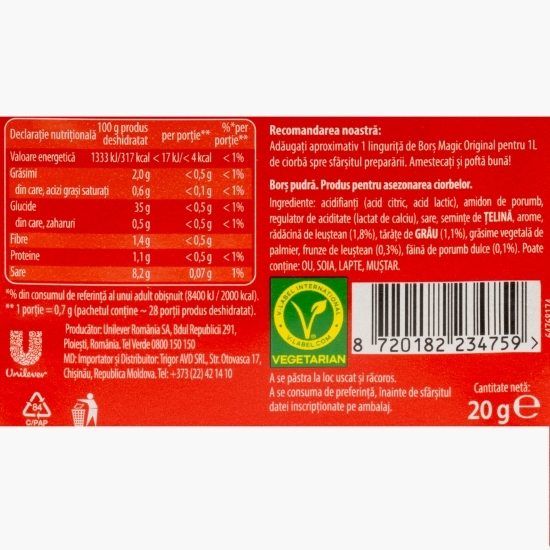 Declarație nutrițională 100 g produs deshidratat per porție** %*per porție**
Valoare energetică 1333 kJ/317 kcal < 17 kJ/< 4 kcal < 1%
Grăsimi 2,0 g < 0,5 g < 1%
din care, acizi grași saturați 0,6 g < 0,1 g < 1%
Glucide 35 g < 0,5 g < 1%
din care, zaharuri 0,5 g < 0,5 g < 1%
Fibre 1,4 g < 0,5 g
Proteine 1,1 g < 0,5 g < 1%
Sare 8,2 g 0,07 g 1%
*% din consumul de referință al unui adult obișnuit (8400 kJ / 2000 kcal).
** 1 porție = 0,7 g (pachetul conține ~ 28 porții produs deshidratat).
Producător: Unilever România SA, Bdul Republicii 291,
Ploiești, România. Tel Verde 0800 150 150
MD: Importator și Distribuitor: Trigor AVD SRL, Str. Otovasca 17,
Chișinău, Republica Moldova. Tel: +373 (22) 42 14 10
Unilever
84
C/PAP
Recomandarea noastră:
Adăugați aproximativ 1 linguriță de Borș Magic Original pentru 1L
de ciorbă spre sfârșitul preparării. Amestecați și poftă bună!
Borș pudră. Produs pentru asezonarea ciorbelor.
Ingrediente: acidifianți (acid citric, acid lactic), amidon de porumb,
regulator de aciditate (lactat de calciu), sare, semințe de ȚELINĂ, arome,
rădăcină de leuștean (1,8%), tărâțe de GRÂU (1,1%), grăsime vegetală de
palmier, frunze de leuștean (0,3%), făină de porumb dulce (0,1%). Poate
conține: OU, SOIA, LAPTE, MUȘTAR.
V-LABEL INTERNATIONAL
V-LABEL.COM
VEGETARIAN
8 720182 234759 >
64768174
A se păstra la loc uscat și răcoros.
A se consuma de preferință, înainte de sfârșitul
datei inscripționate pe ambalaj.
Cantitate netă:
20 g e